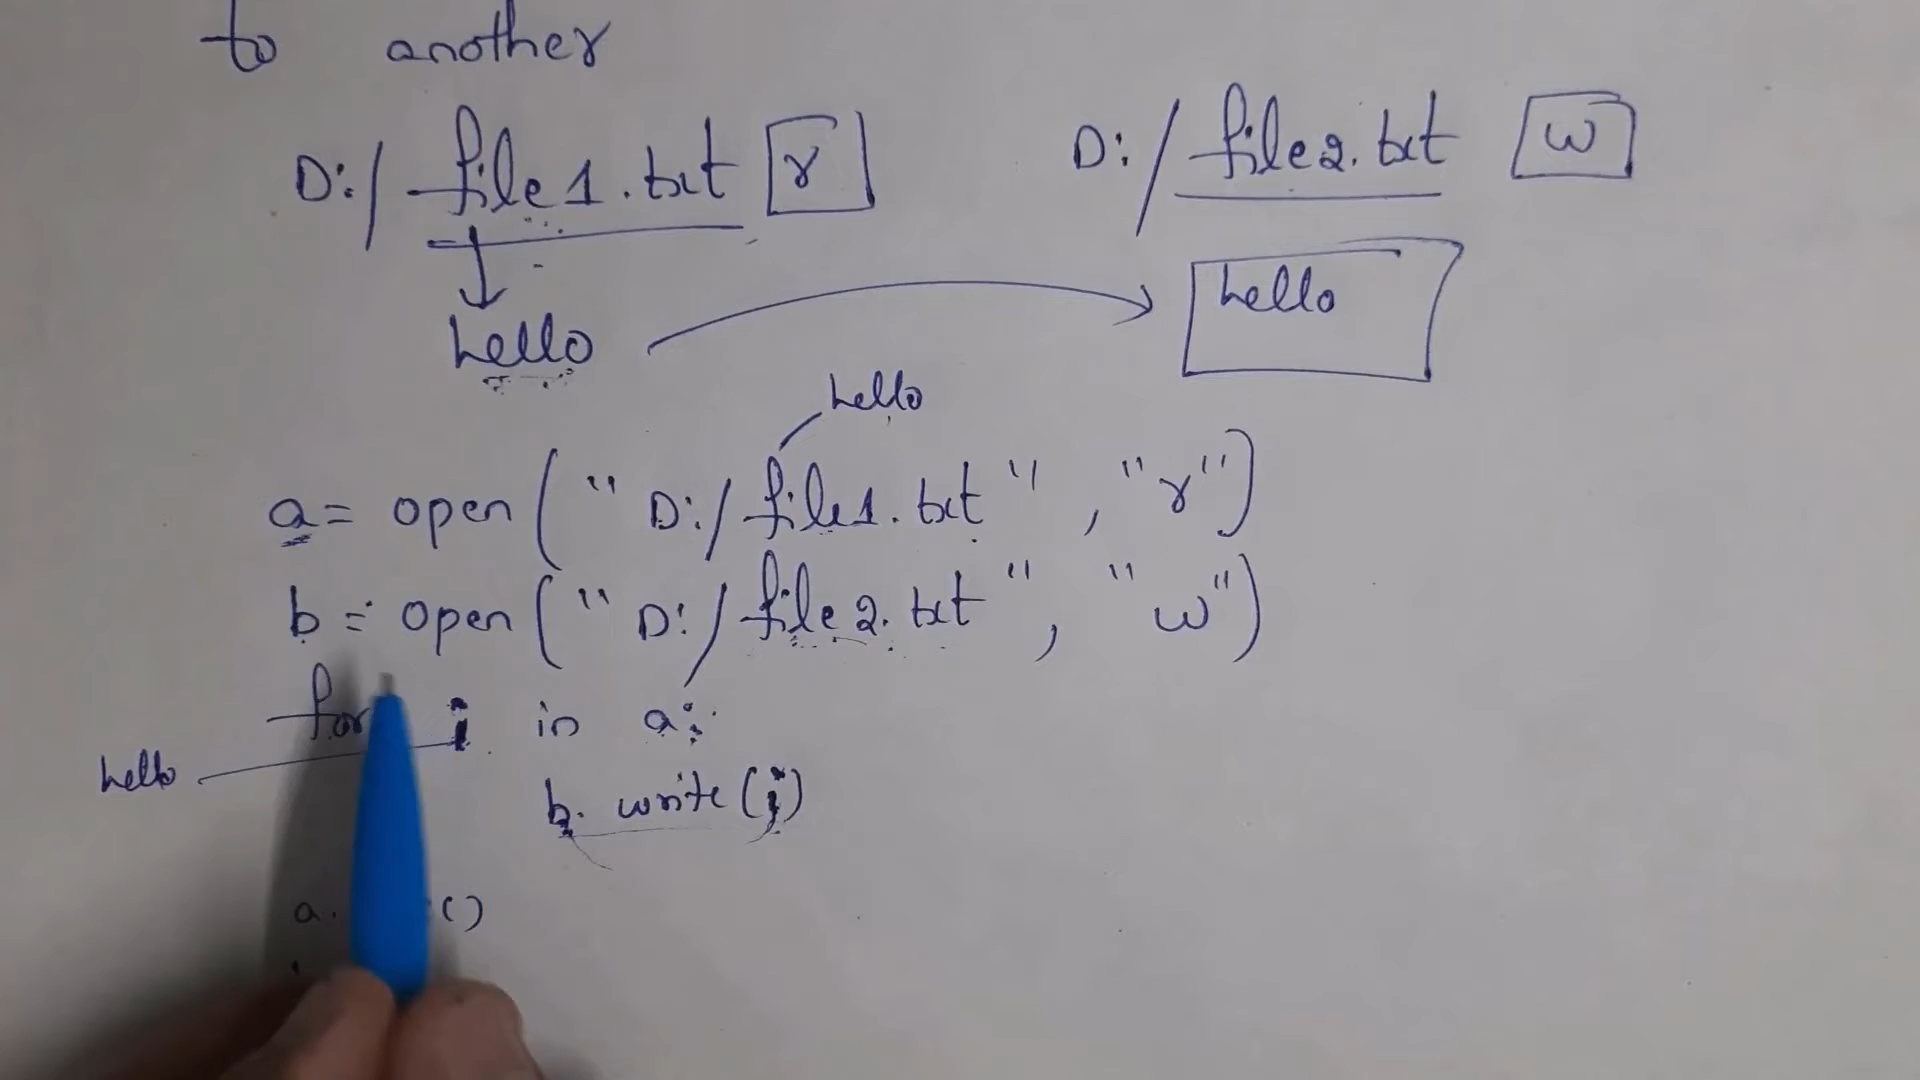 to another
D:/ file1.txt r D:/ file2.txt w
hello hello
hello
a= open(" D:/ file1.txt " , "r")
b= open(" D:/ file2.txt ", "w")
for i in a:
hello
b. write(i)
a. ()